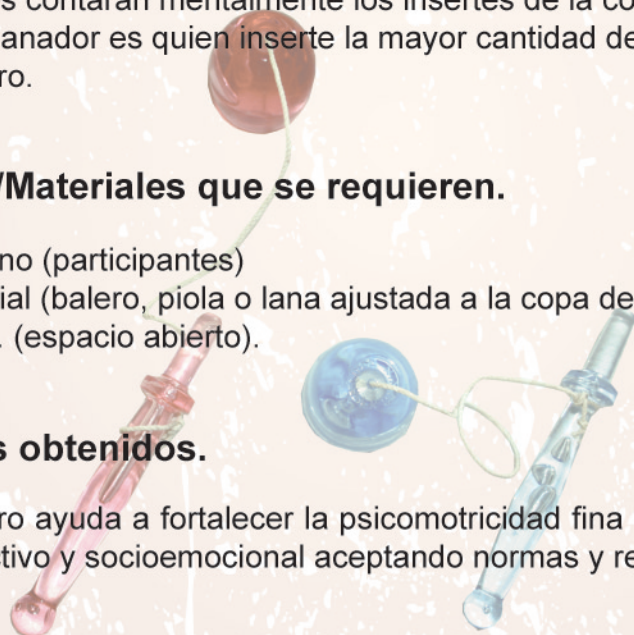 s contarán mentalmente los insertes de la co
anador es quien inserte la mayor cantidad de
ro.
/Materiales que se requieren.
no (participantes)
ial (balero, piola o lana ajustada a la copa de
. (espacio abierto).
s obtenidos.
ro ayuda a fortalecer la psicomotricidad fina
tivo y socioemocional aceptando normas y re